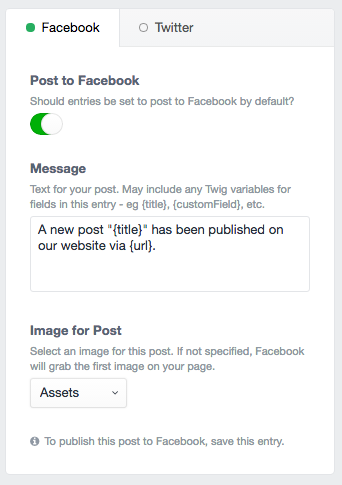 Facebook
Twitter
Post to Facebook
Should entries be set to post to Facebook by default?
Message
Text for your post. May include any Twig variables for
fields in this entry - eg {title}, {customField}, etc.
A new post "{title}" has been published on
our website via {url}.
Image for Post
Select an image for this post. If not specified, Facebook
will grab the first image on your page.
Assets
To publish this post to Facebook, save this entry.